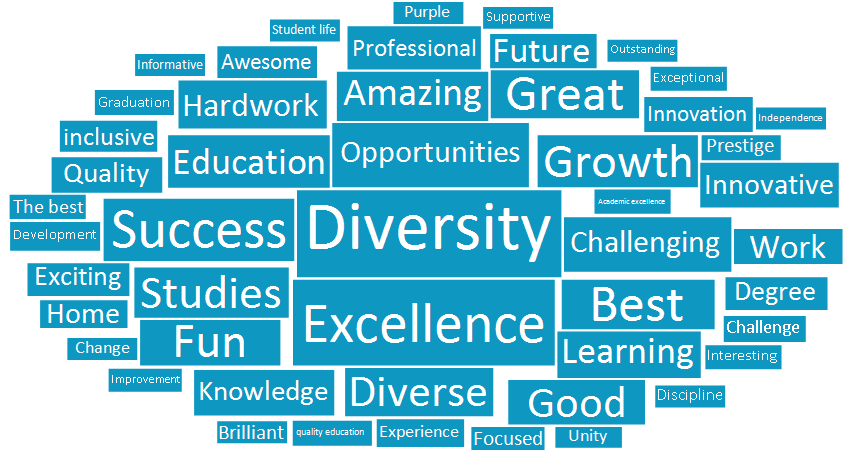 Purple
Supportive
Student life
Professional
Future
Outstanding
Informative
Awesome
Exceptional
Graduation
Hardwork
Amazing
Great
Innovation
Independence
inclusive
Education
Opportunities
Growth
Prestige
Quality
Innovative
The best
Academic excellence
Development
Success
Diversity
Challenging
Work
Exciting
Studies
Excellence
Best
Degree
Home
Challenge
Change
Fun
Learning
Interesting
Improvement
Knowledge
Diverse
Good
Discipline
Brilliant
quality education
Experience
Focused
Unity